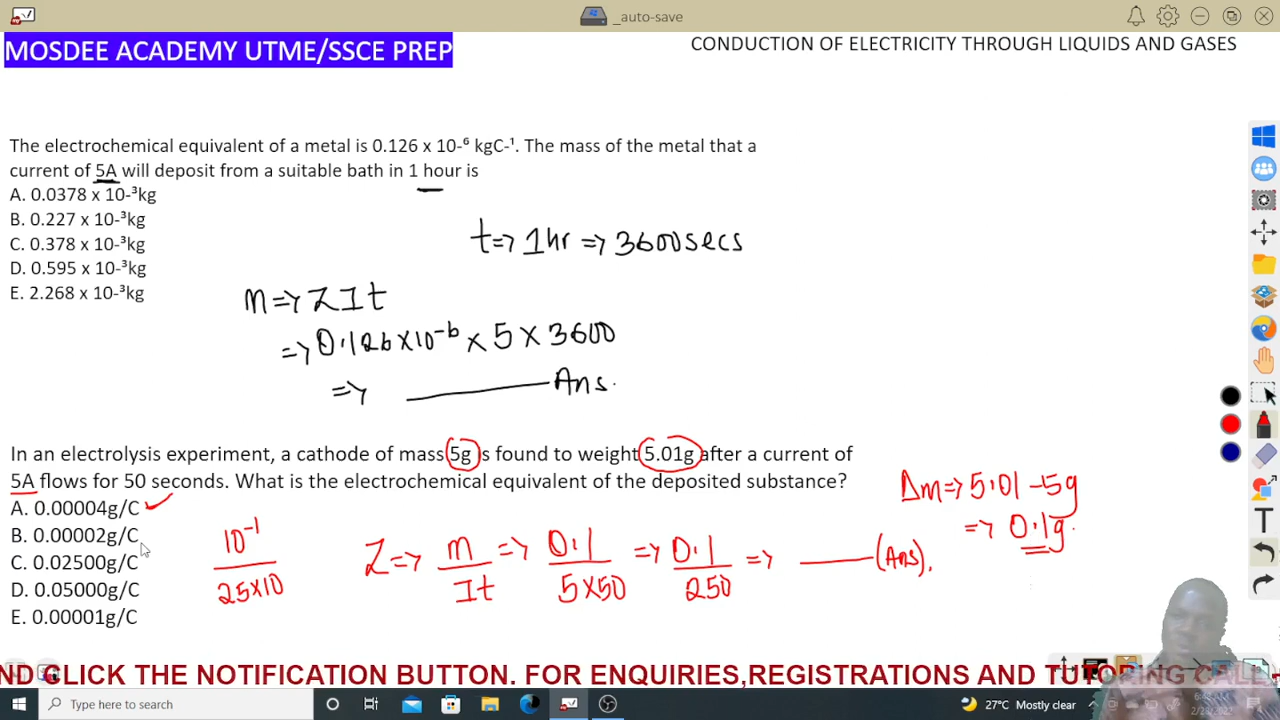 _auto-save
MOSDEE ACADEMY UTME/SSCE PREP
CONDUCTION OF ELECTRICITY THROUGH LIQUIDS AND GASES
The electrochemical equivalent of a metal is 0.126 x 10-⁶ kgC-¹. The mass of the metal that a
current of 5A will deposit from a suitable bath in 1 hour is
A. 0.0378 x 10-³kg
B. 0.227 x 10-³kg
C. 0.378 x 10-³kg
D. 0.595 x 10-³kg
E. 2.268 x 10-³kg
t => 1hr => 3600secs
m => ZIt
=> 0.126 x 10⁻⁶ x 5 x 3600
=> ______ Ans.
In an electrolysis experiment, a cathode of mass 5g is found to weight 5.01g after a current of
5A flows for 50 seconds. What is the electrochemical equivalent of the deposited substance?
A. 0.00004g/C ✓
B. 0.00002g/C
C. 0.02500g/C
D. 0.05000g/C
E. 0.00001g/C
10⁻¹
25x10
Z => m/It => 0.1/5x50 => 0.1/250 => ______ (Ans).
Δm => 5.01 - 5g
=> 0.1g.
ND CLICK THE NOTIFICATION BUTTON. FOR ENQUIRIES,REGISTRATIONS AND TUTORING CALL
Type here to search
27°C Mostly clear